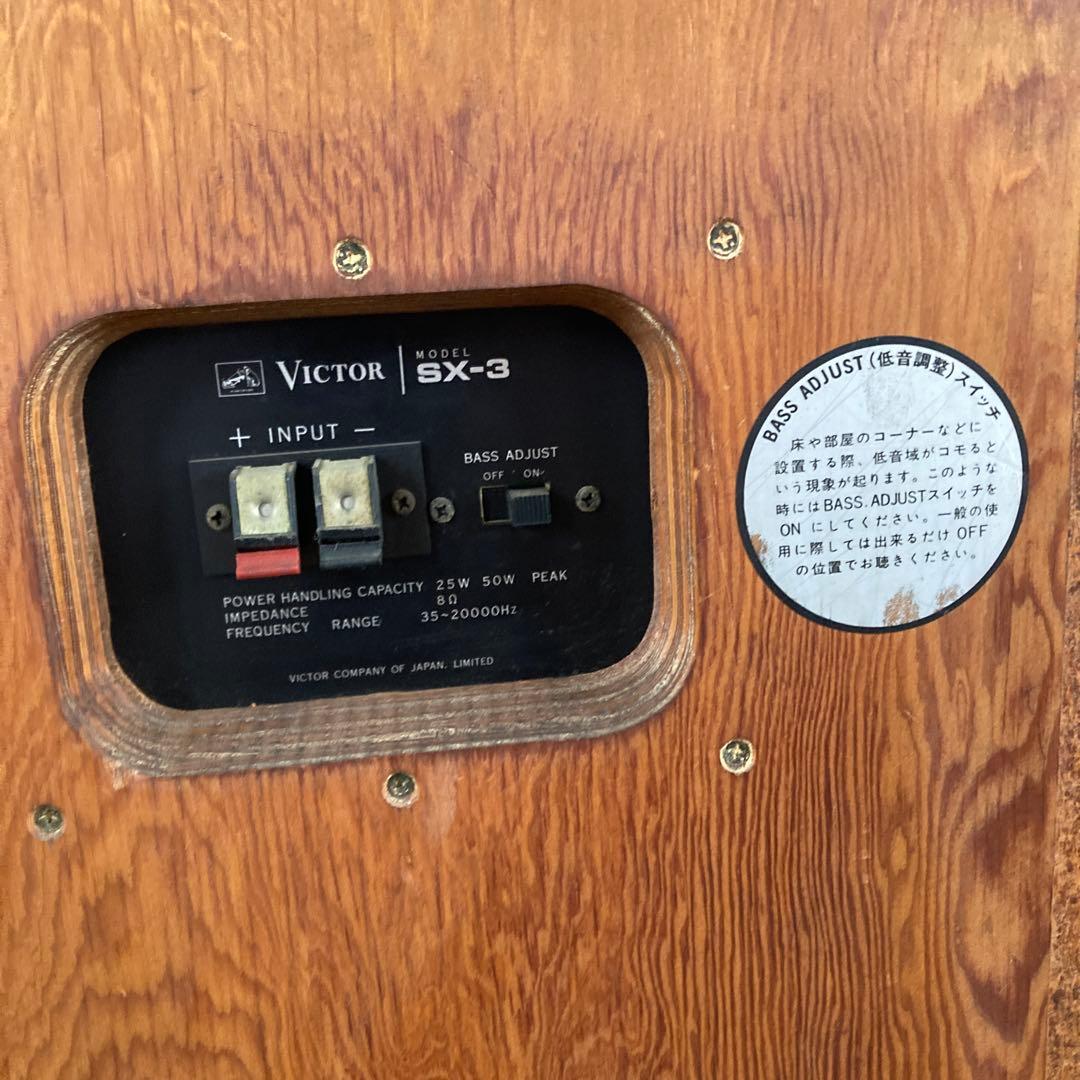 VICTOR
MODEL
SX-3
+ INPUT −
BASS ADJUST
OFF ON
POWER HANDLING CAPACITY 25W 50W PEAK
IMPEDANCE 8Ω
FREQUENCY RANGE 35~20000Hz
VICTOR COMPANY OF JAPAN, LIMITED
BASS ADJUST(低音調整)スイッチ
床や部屋のコーナーなどに
設置する際、低音域がコモると
いう現象が起ります。このような
時にはBASS.ADJUSTスイッチを
ONにしてください。一般の使
用に際しては出来るだけOFF
の位置でお聴きください。